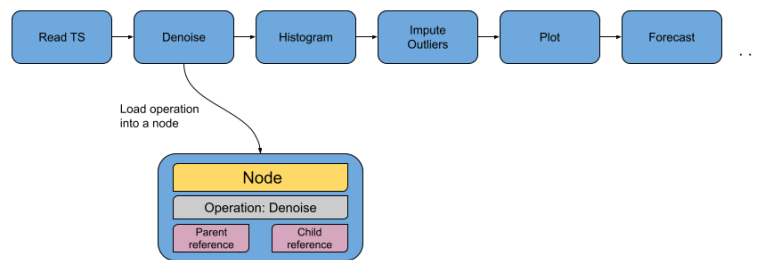 Read TS
Denoise
Histogram
Impute
Outliers
Plot
Forecast
. .
Load operation
into a node
Node
Operation: Denoise
Parent
reference
Child
reference